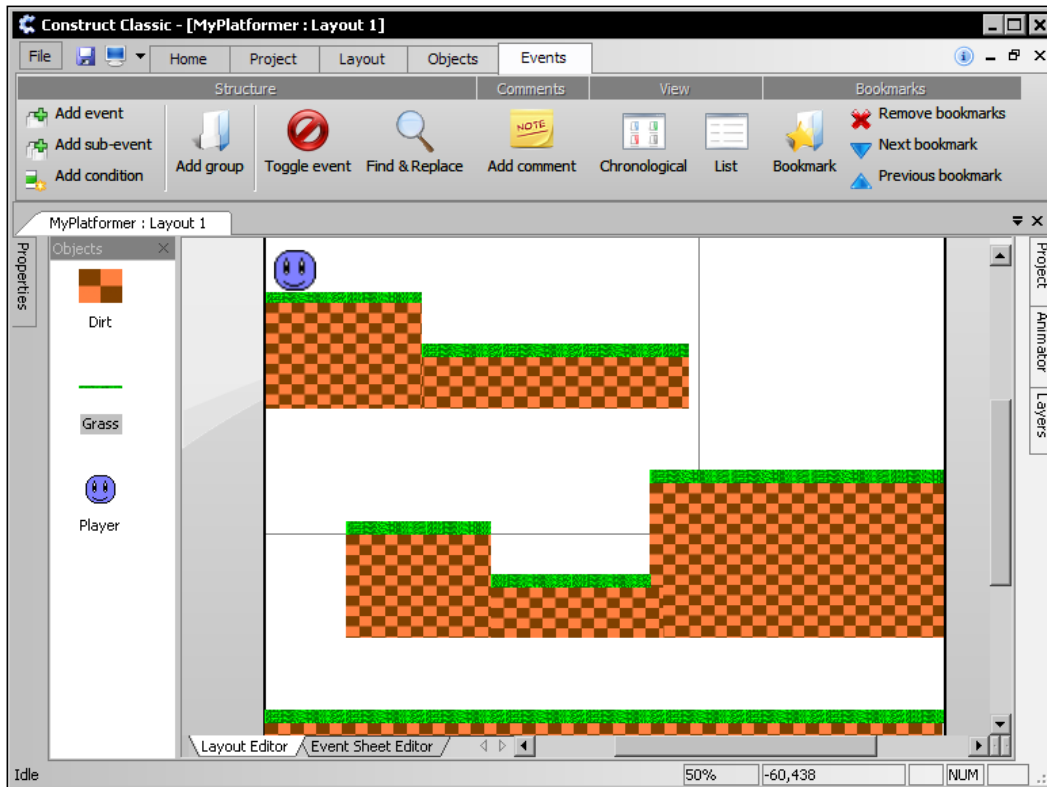 Construct Classic - [MyPlatformer : Layout 1]
File Home Project Layout Objects Events
Structure Comments View Bookmarks
Add event
Add sub-event
Add condition
Add group
Toggle event
Find & Replace
NOTE
Add comment
Chronological
List
Bookmark
Remove bookmarks
Next bookmark
Previous bookmark
MyPlatformer : Layout 1
Properties
Objects
Dirt
Grass
Player
Project
Animator
Layers
Layout Editor Event Sheet Editor
Idle 50% -60,438 NUM